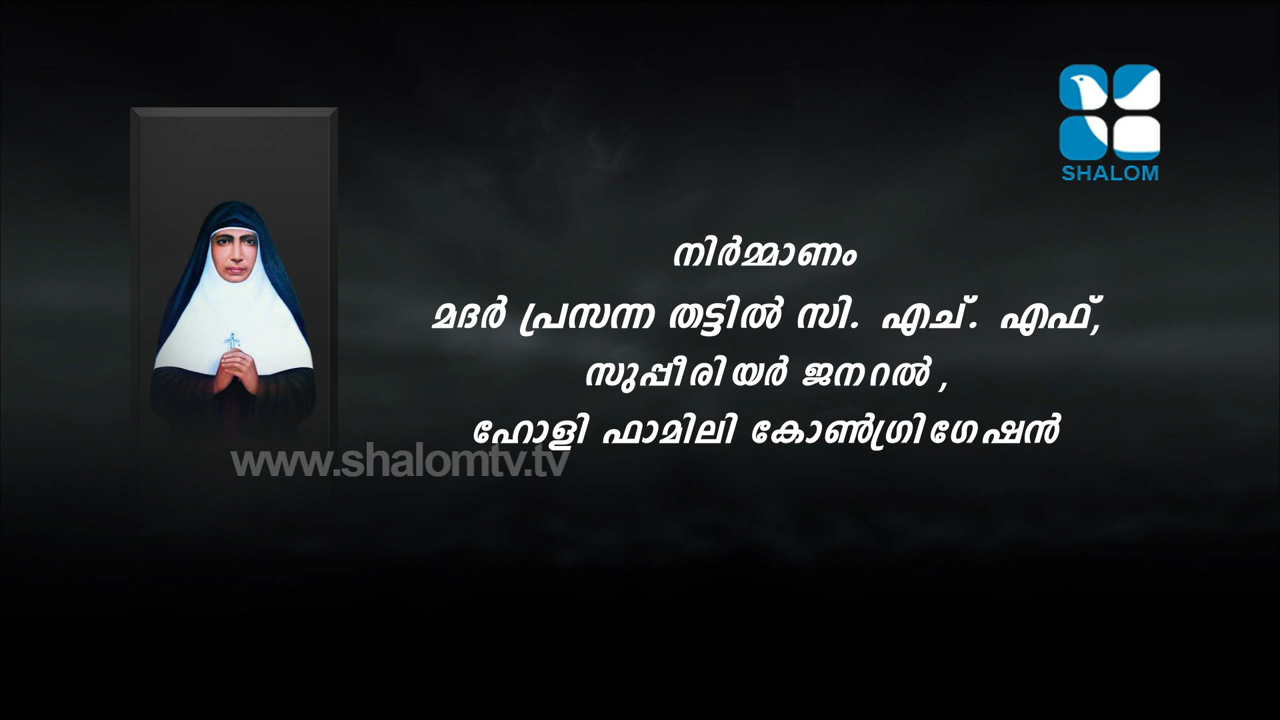 SHALOM
നിർമ്മാണം
മദർ പ്രസന്ന തട്ടിൽ സി. എച്. എഫ്,
സുപ്പീരിയർ ജനറൽ ,
ഹോളി ഫാമിലി കോൺഗ്രിഗേഷൻ
www.shalomtv.tv